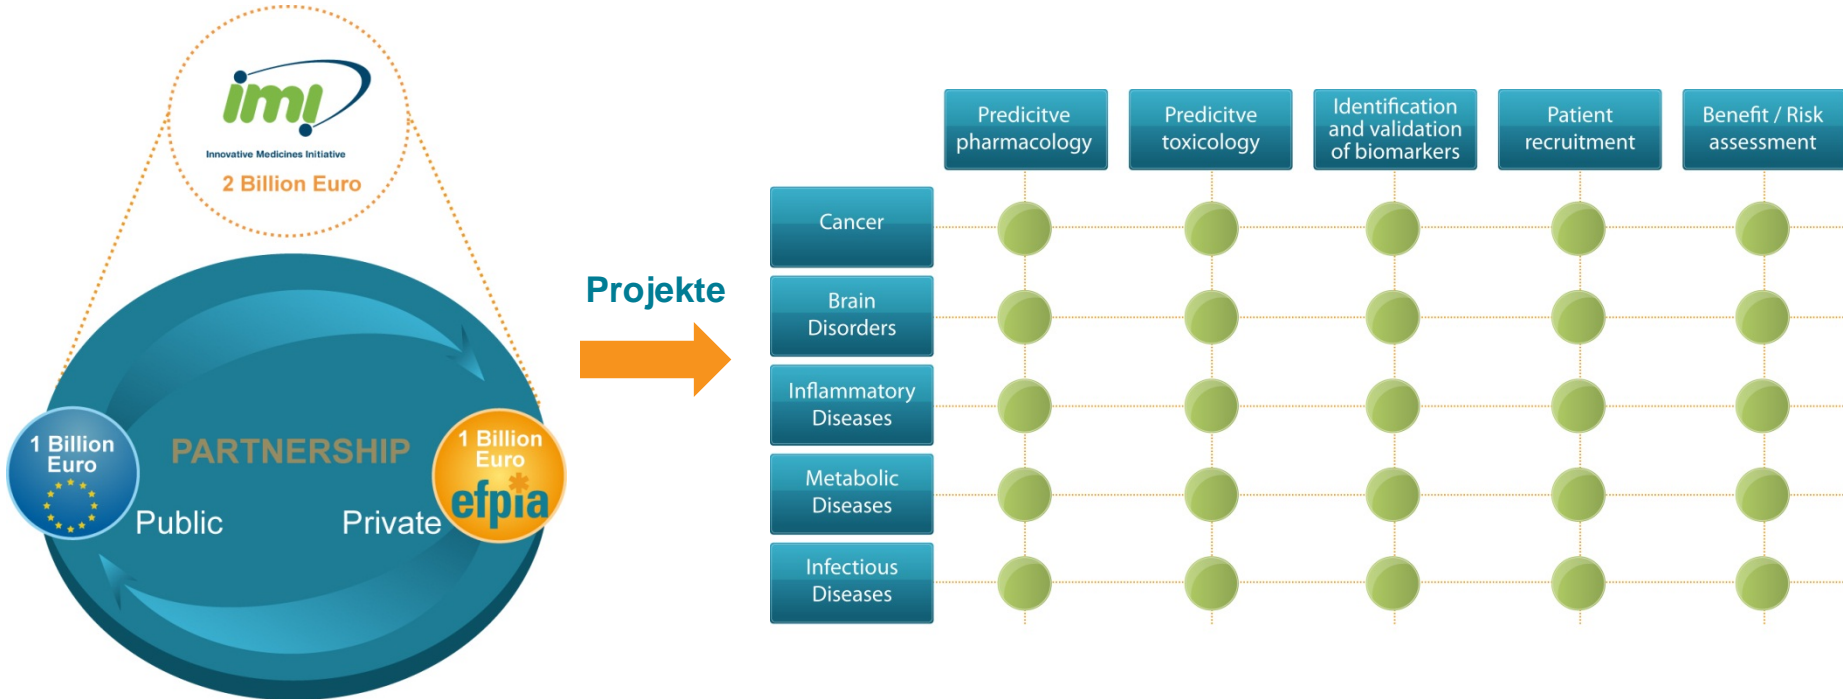 imi
Innovative Medicines Initiative
2 Billion Euro
1 Billion
Euro
PARTNERSHIP
1 Billion
Euro
efpia
Public
Private
Projekte
Predicitve
pharmacology
Predicitve
toxicology
Identification
and validation
of biomarkers
Patient
recruitment
Benefit / Risk
assessment
Cancer
Brain
Disorders
Inflammatory
Diseases
Metabolic
Diseases
Infectious
Diseases